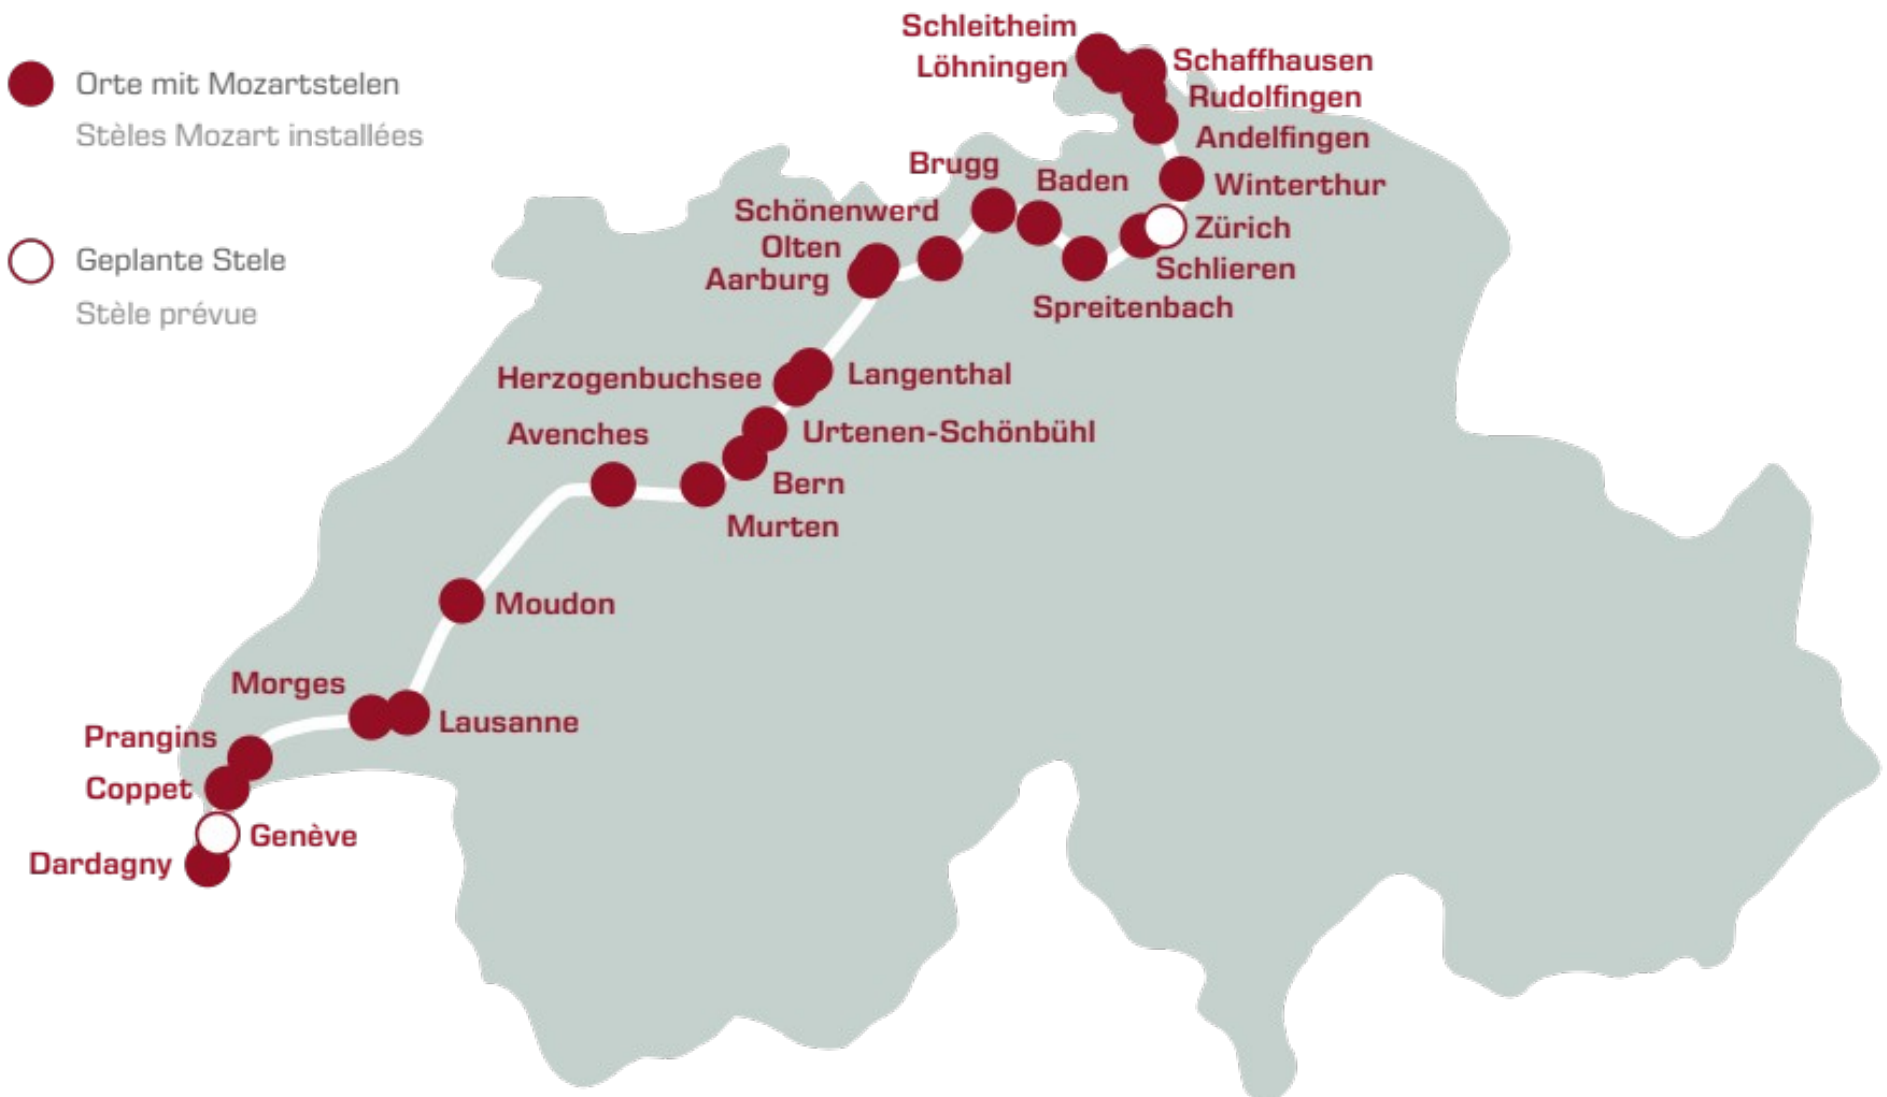 Orte mit Mozartstelen
Stèles Mozart installées
Geplante Stele
Stèle prévue
Schleitheim
Löhningen
Schaffhausen
Rudolfingen
Andelfingen
Winterthur
Zürich
Schlieren
Spreitenbach
Baden
Brugg
Schönenwerd
Olten
Aarburg
Langenthal
Herzogenbuchsee
Urtenen-Schönbühl
Bern
Murten
Avenches
Moudon
Lausanne
Morges
Prangins
Coppet
Genève
Dardagny